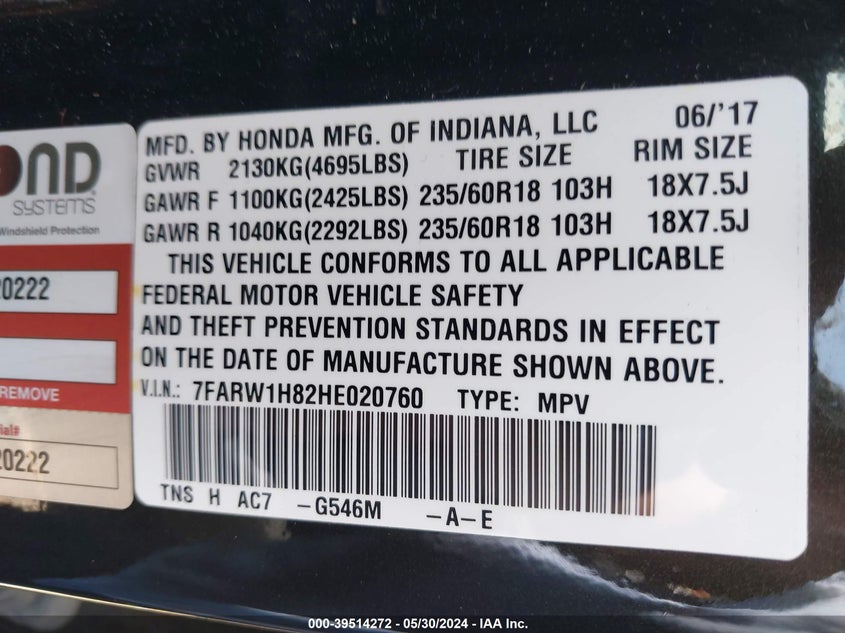 OND
SYSTEMS
Windshield Protection
20222
REMOVE
20222
MFD. BY HONDA MFG. OF INDIANA, LLC 06/'17
GVWR 2130KG(4695LBS) TIRE SIZE RIM SIZE
GAWR F 1100KG(2425LBS) 235/60R18 103H 18X7.5J
GAWR R 1040KG(2292LBS) 235/60R18 103H 18X7.5J
THIS VEHICLE CONFORMS TO ALL APPLICABLE
FEDERAL MOTOR VEHICLE SAFETY
AND THEFT PREVENTION STANDARDS IN EFFECT
ON THE DATE OF MANUFACTURE SHOWN ABOVE.
V.I.N.: 7FARW1H82HE020760 TYPE: MPV
TNS H AC7 -G546M -A-E
000-39514272 - 05/30/2024 - IAA Inc.